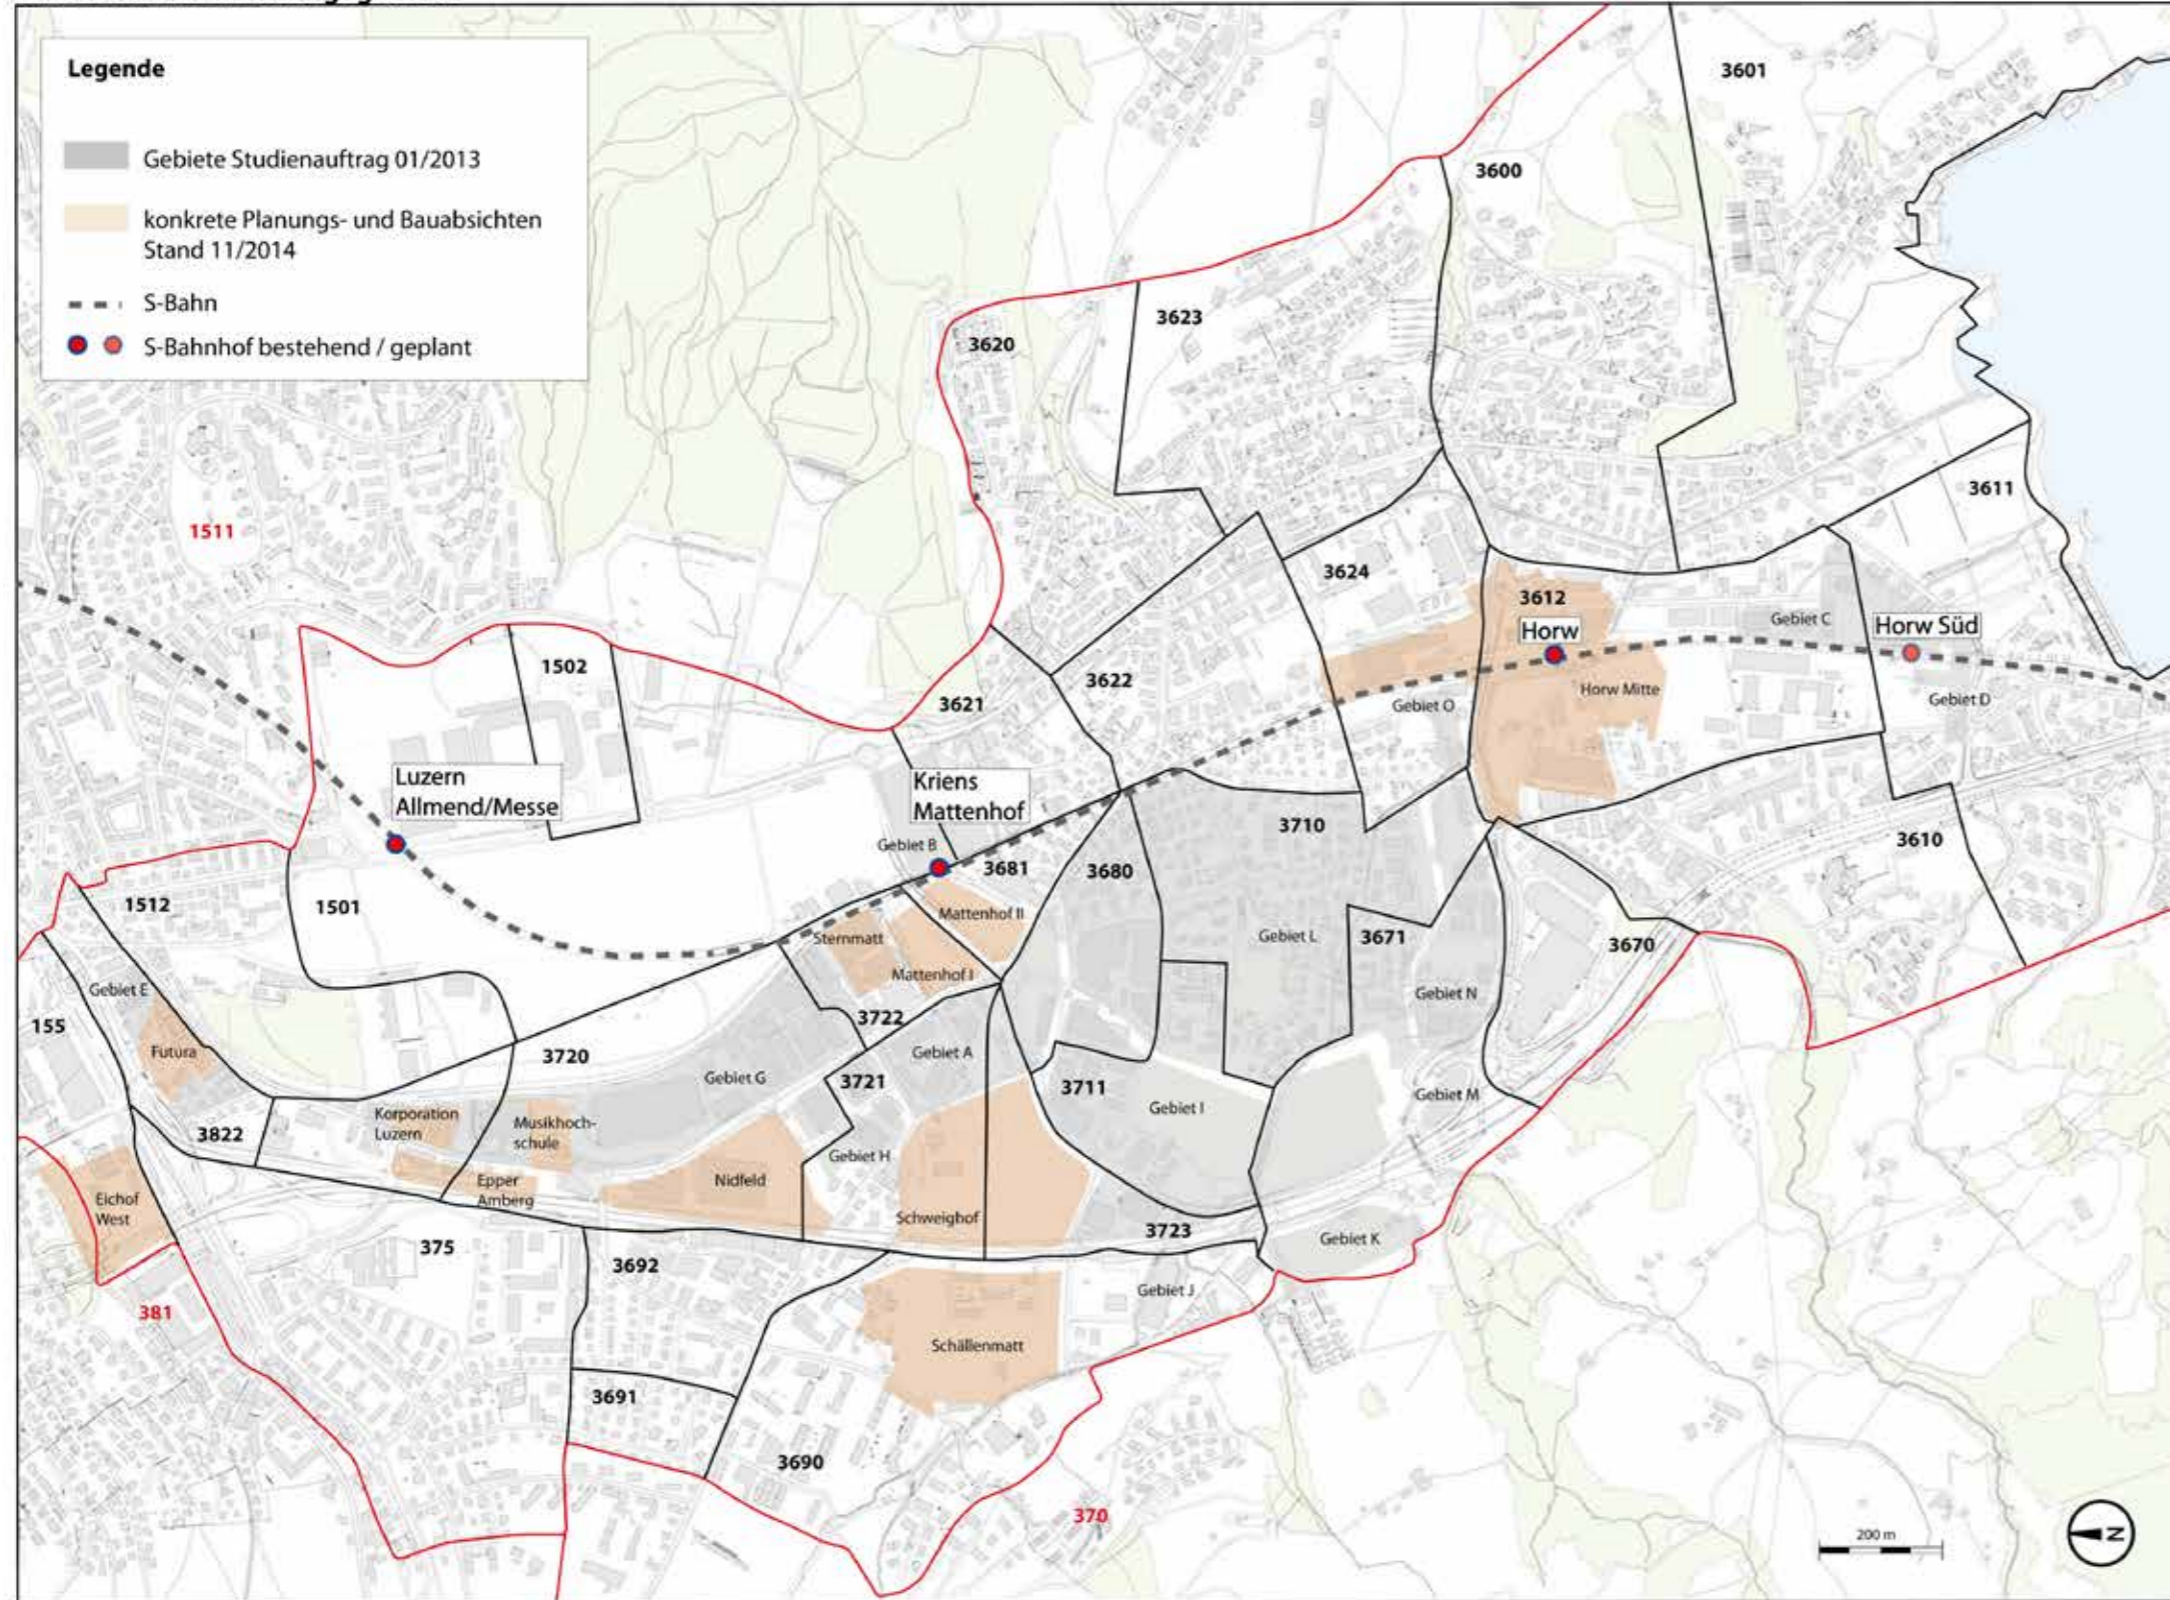 Legende
Gebiete Studienauftrag 01/2013
konkrete Planungs- und Bauabsichten
Stand 11/2014
S-Bahn
S-Bahnhof bestehend / geplant
3601
3600
3623
3620
3611
1511
3624
3612
Horw
Gebiet C
Horw Süd
1502
3622
3621
Horw Mitte
Gebiet O
Gebiet D
Luzern
Allmend/Messe
Kriens
Mattenhof
3710
3610
Gebiet B
3681
3680
1512
1501
Mattenhof II
Sternmatt
Gebiet L
3671
3670
Mattenhof I
Gebiet E
Gebiet N
155
3722
Futura
3720
Gebiet A
Gebiet G
3721
3711
Gebiet I
Gebiet M
Korporation
Luzern
Musikhoch-
schule
3822
Gebiet H
Epper
Amberg
Nidfeld
Eichof
West
Schweighof
3723
Gebiet K
375
3692
Gebiet J
381
Schällenmatt
3691
3690
370
200 m
N